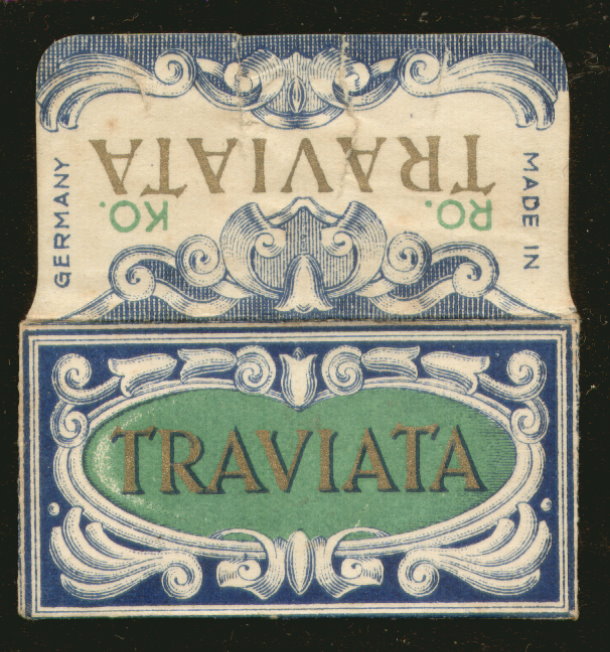 TRAVIATA
RO. KO.
MADE IN
GERMANY
TRAVIATA